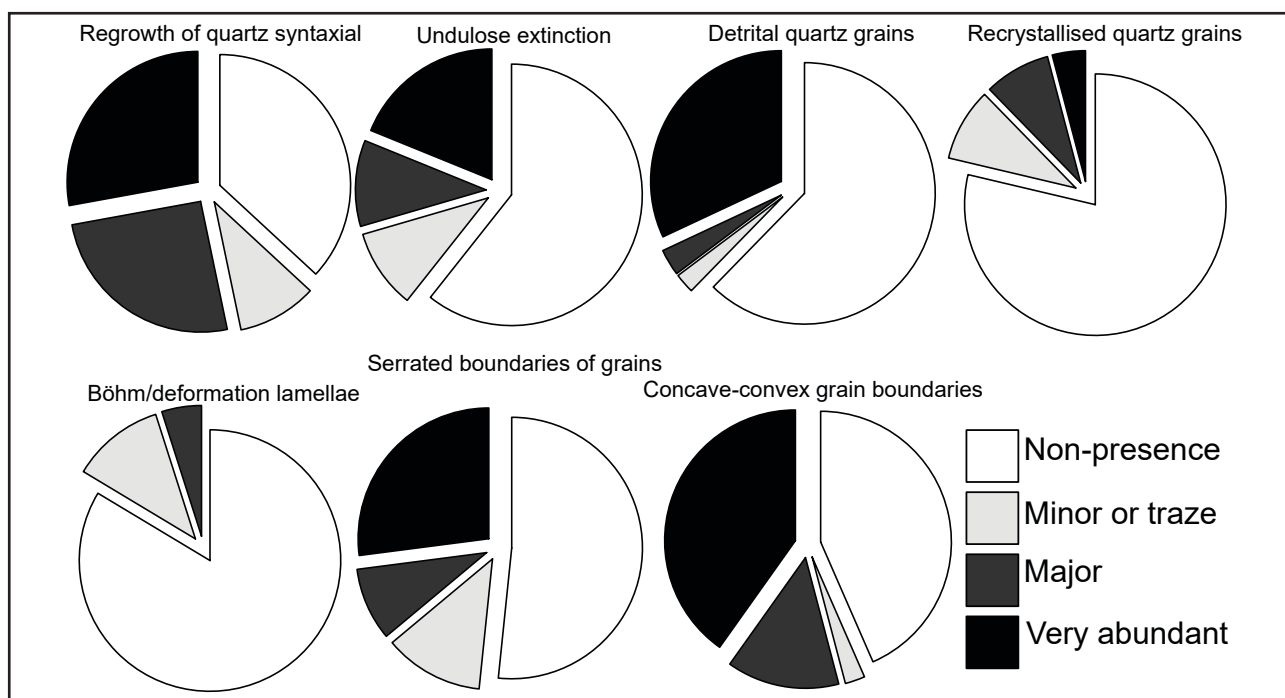 Regrowth of quartz syntaxial
Undulose extinction
Detrital quartz grains
Recrystallised quartz grains
Böhm/deformation lamellae
Serrated boundaries of grains
Concave-convex grain boundaries
Non-presence
Minor or traze
Major
Very abundant